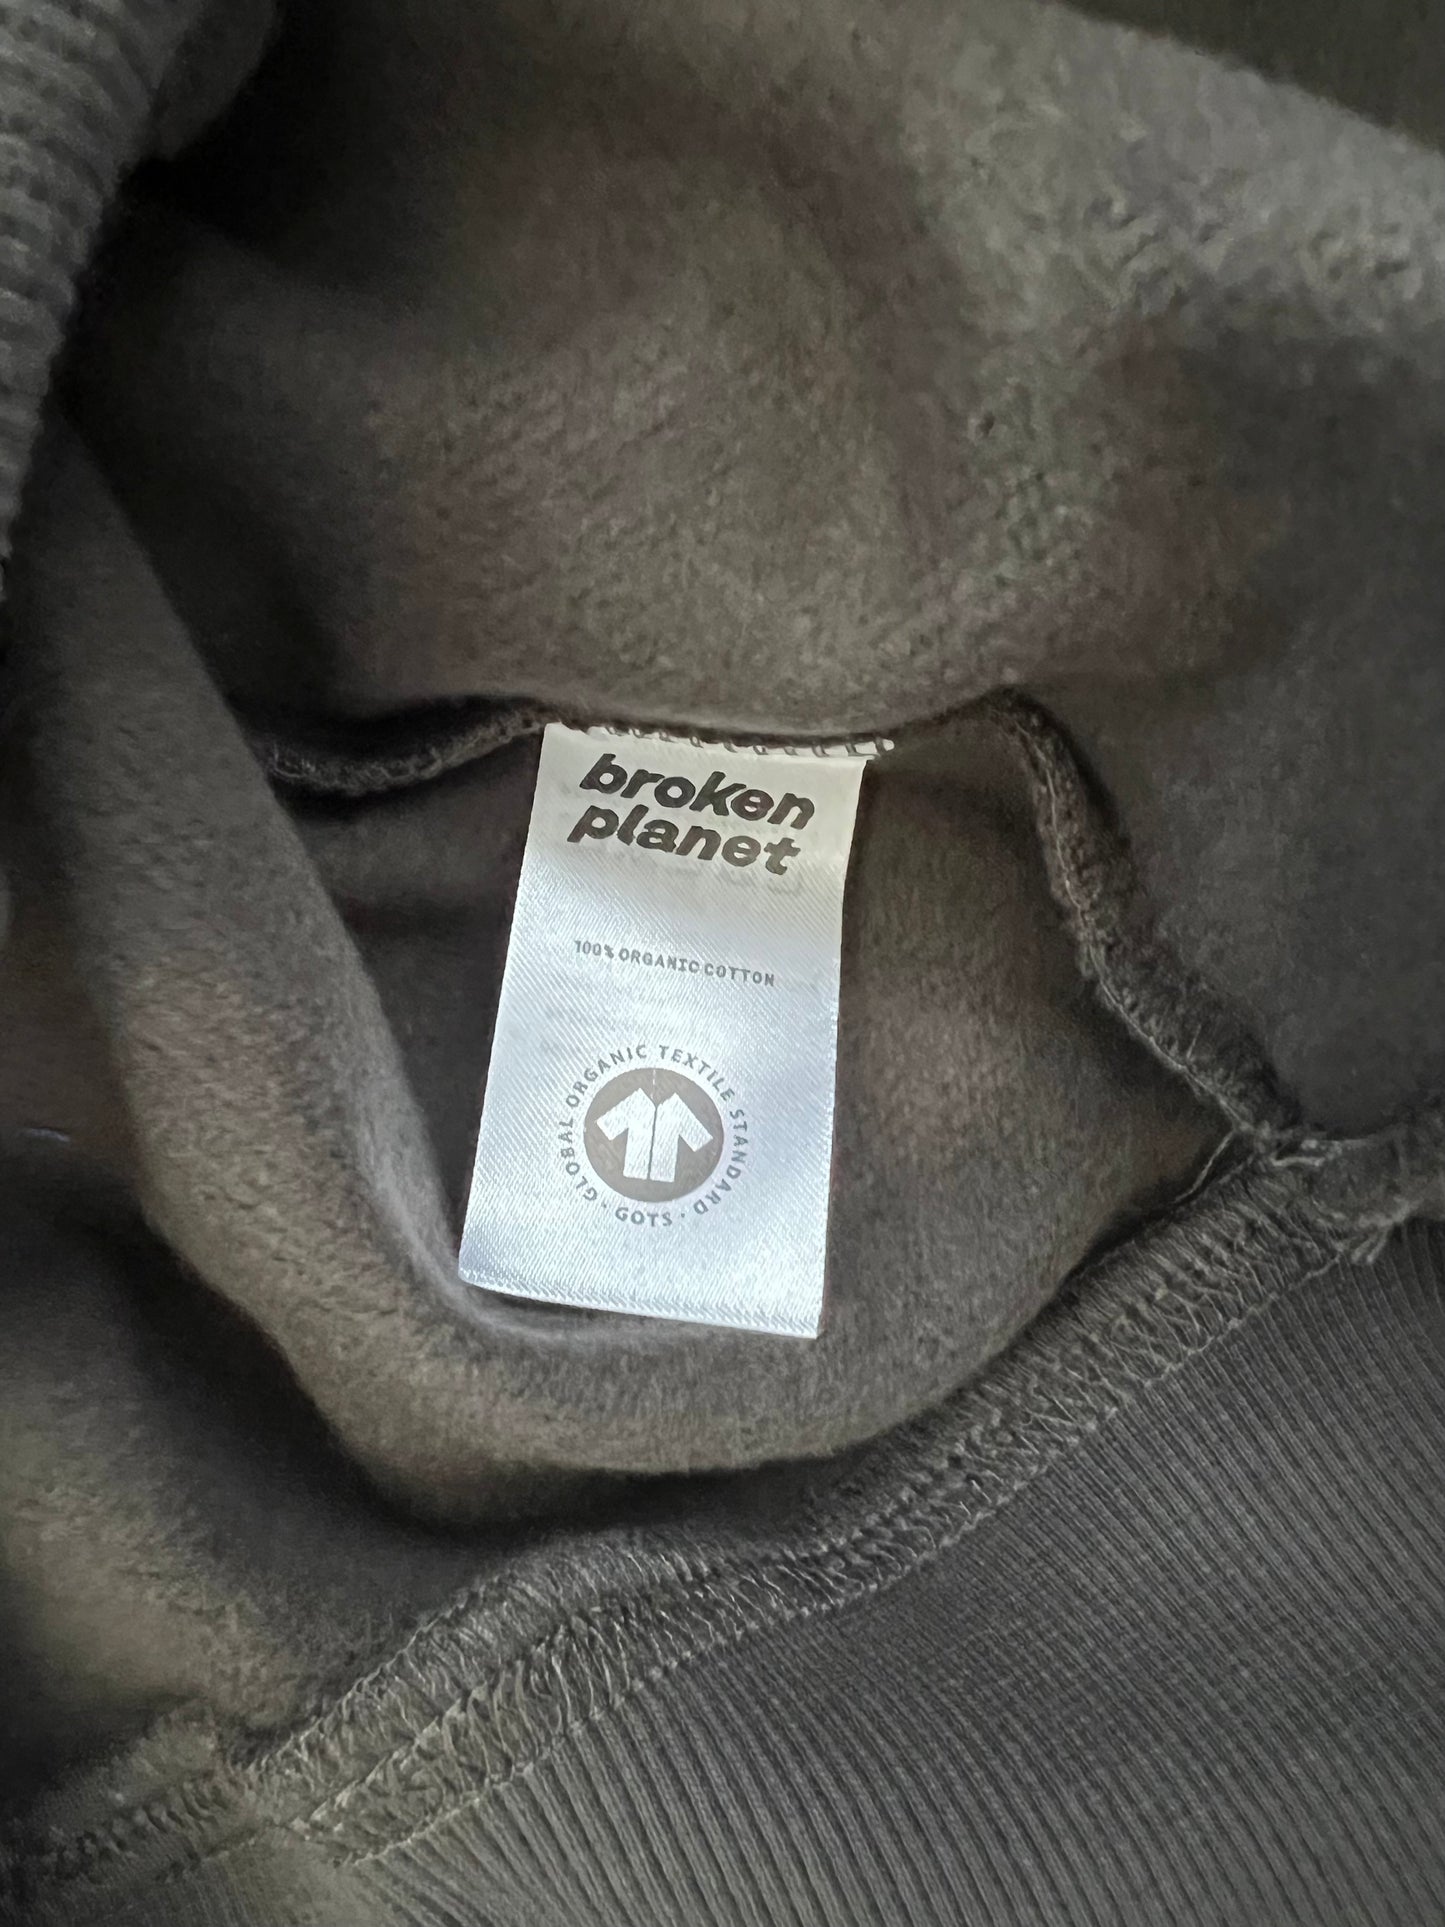 broken
planet
100% ORGANIC COTTON
GLOBAL ORGANIC TEXTILE STANDARD
· GOTS ·